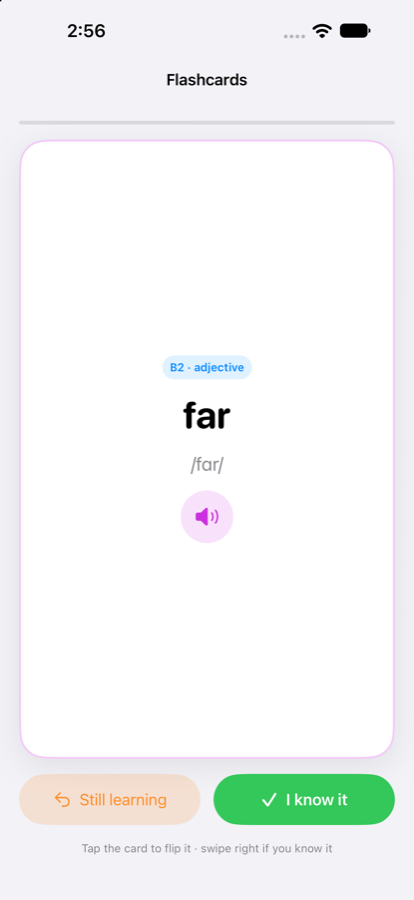 2:56
Flashcards
B2 · adjective
far
/far/
Still learning
I know it
Tap the card to flip it · swipe right if you know it